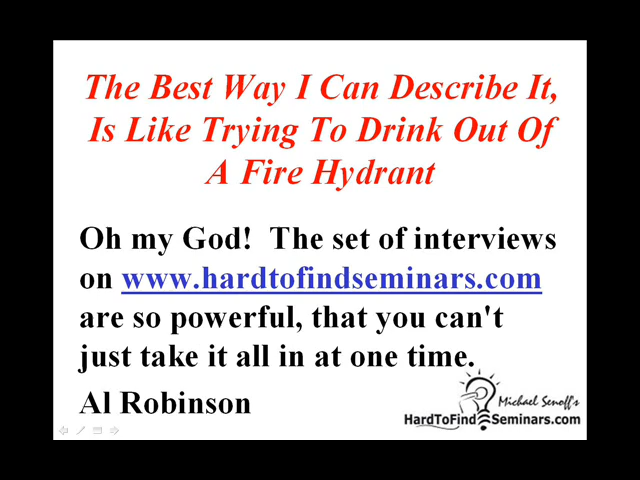 The Best Way I Can Describe It,
Is Like Trying To Drink Out Of
A Fire Hydrant
Oh my God!  The set of interviews
on www.hardtofindseminars.com
are so powerful, that you can't
just take it all in at one time.
Al Robinson
Michael Senoff's
HardToFindSeminars.com